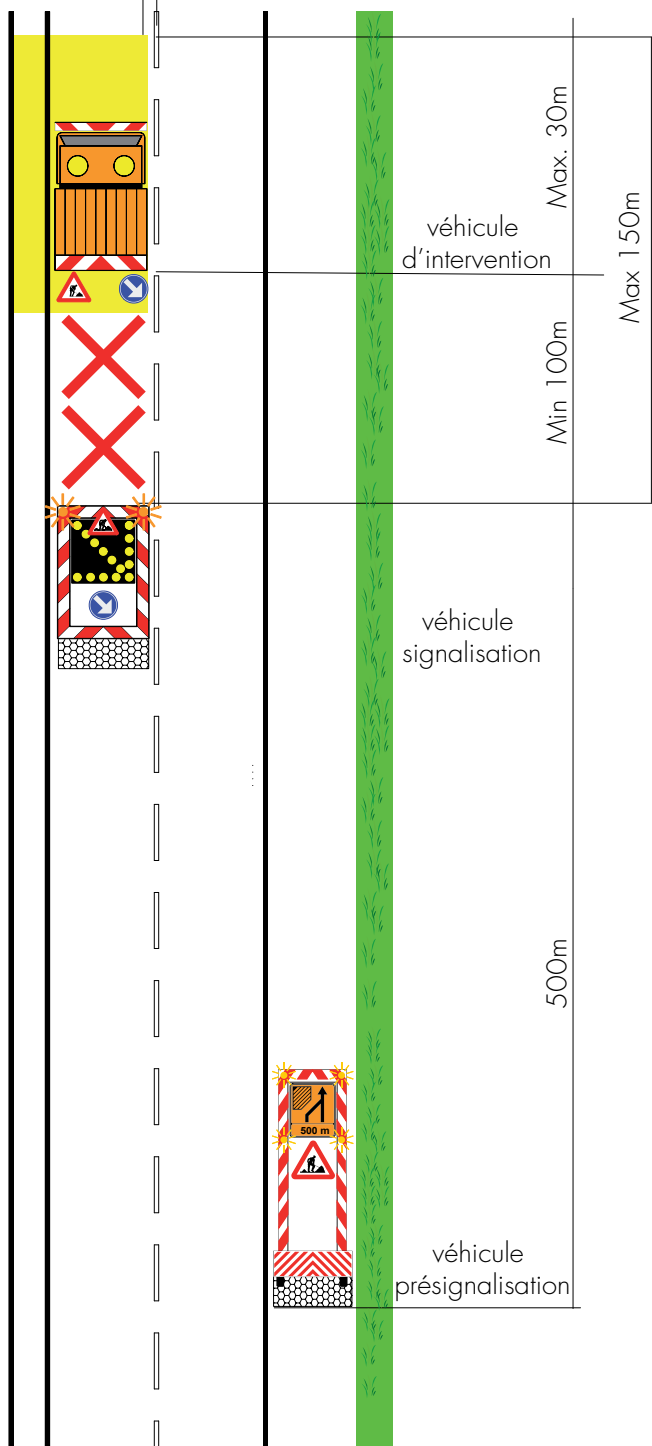 Max. 30m
véhicule
d'intervention
Max 150m
Min 100m
véhicule
signalisation
500m
500 m
véhicule
présignalisation